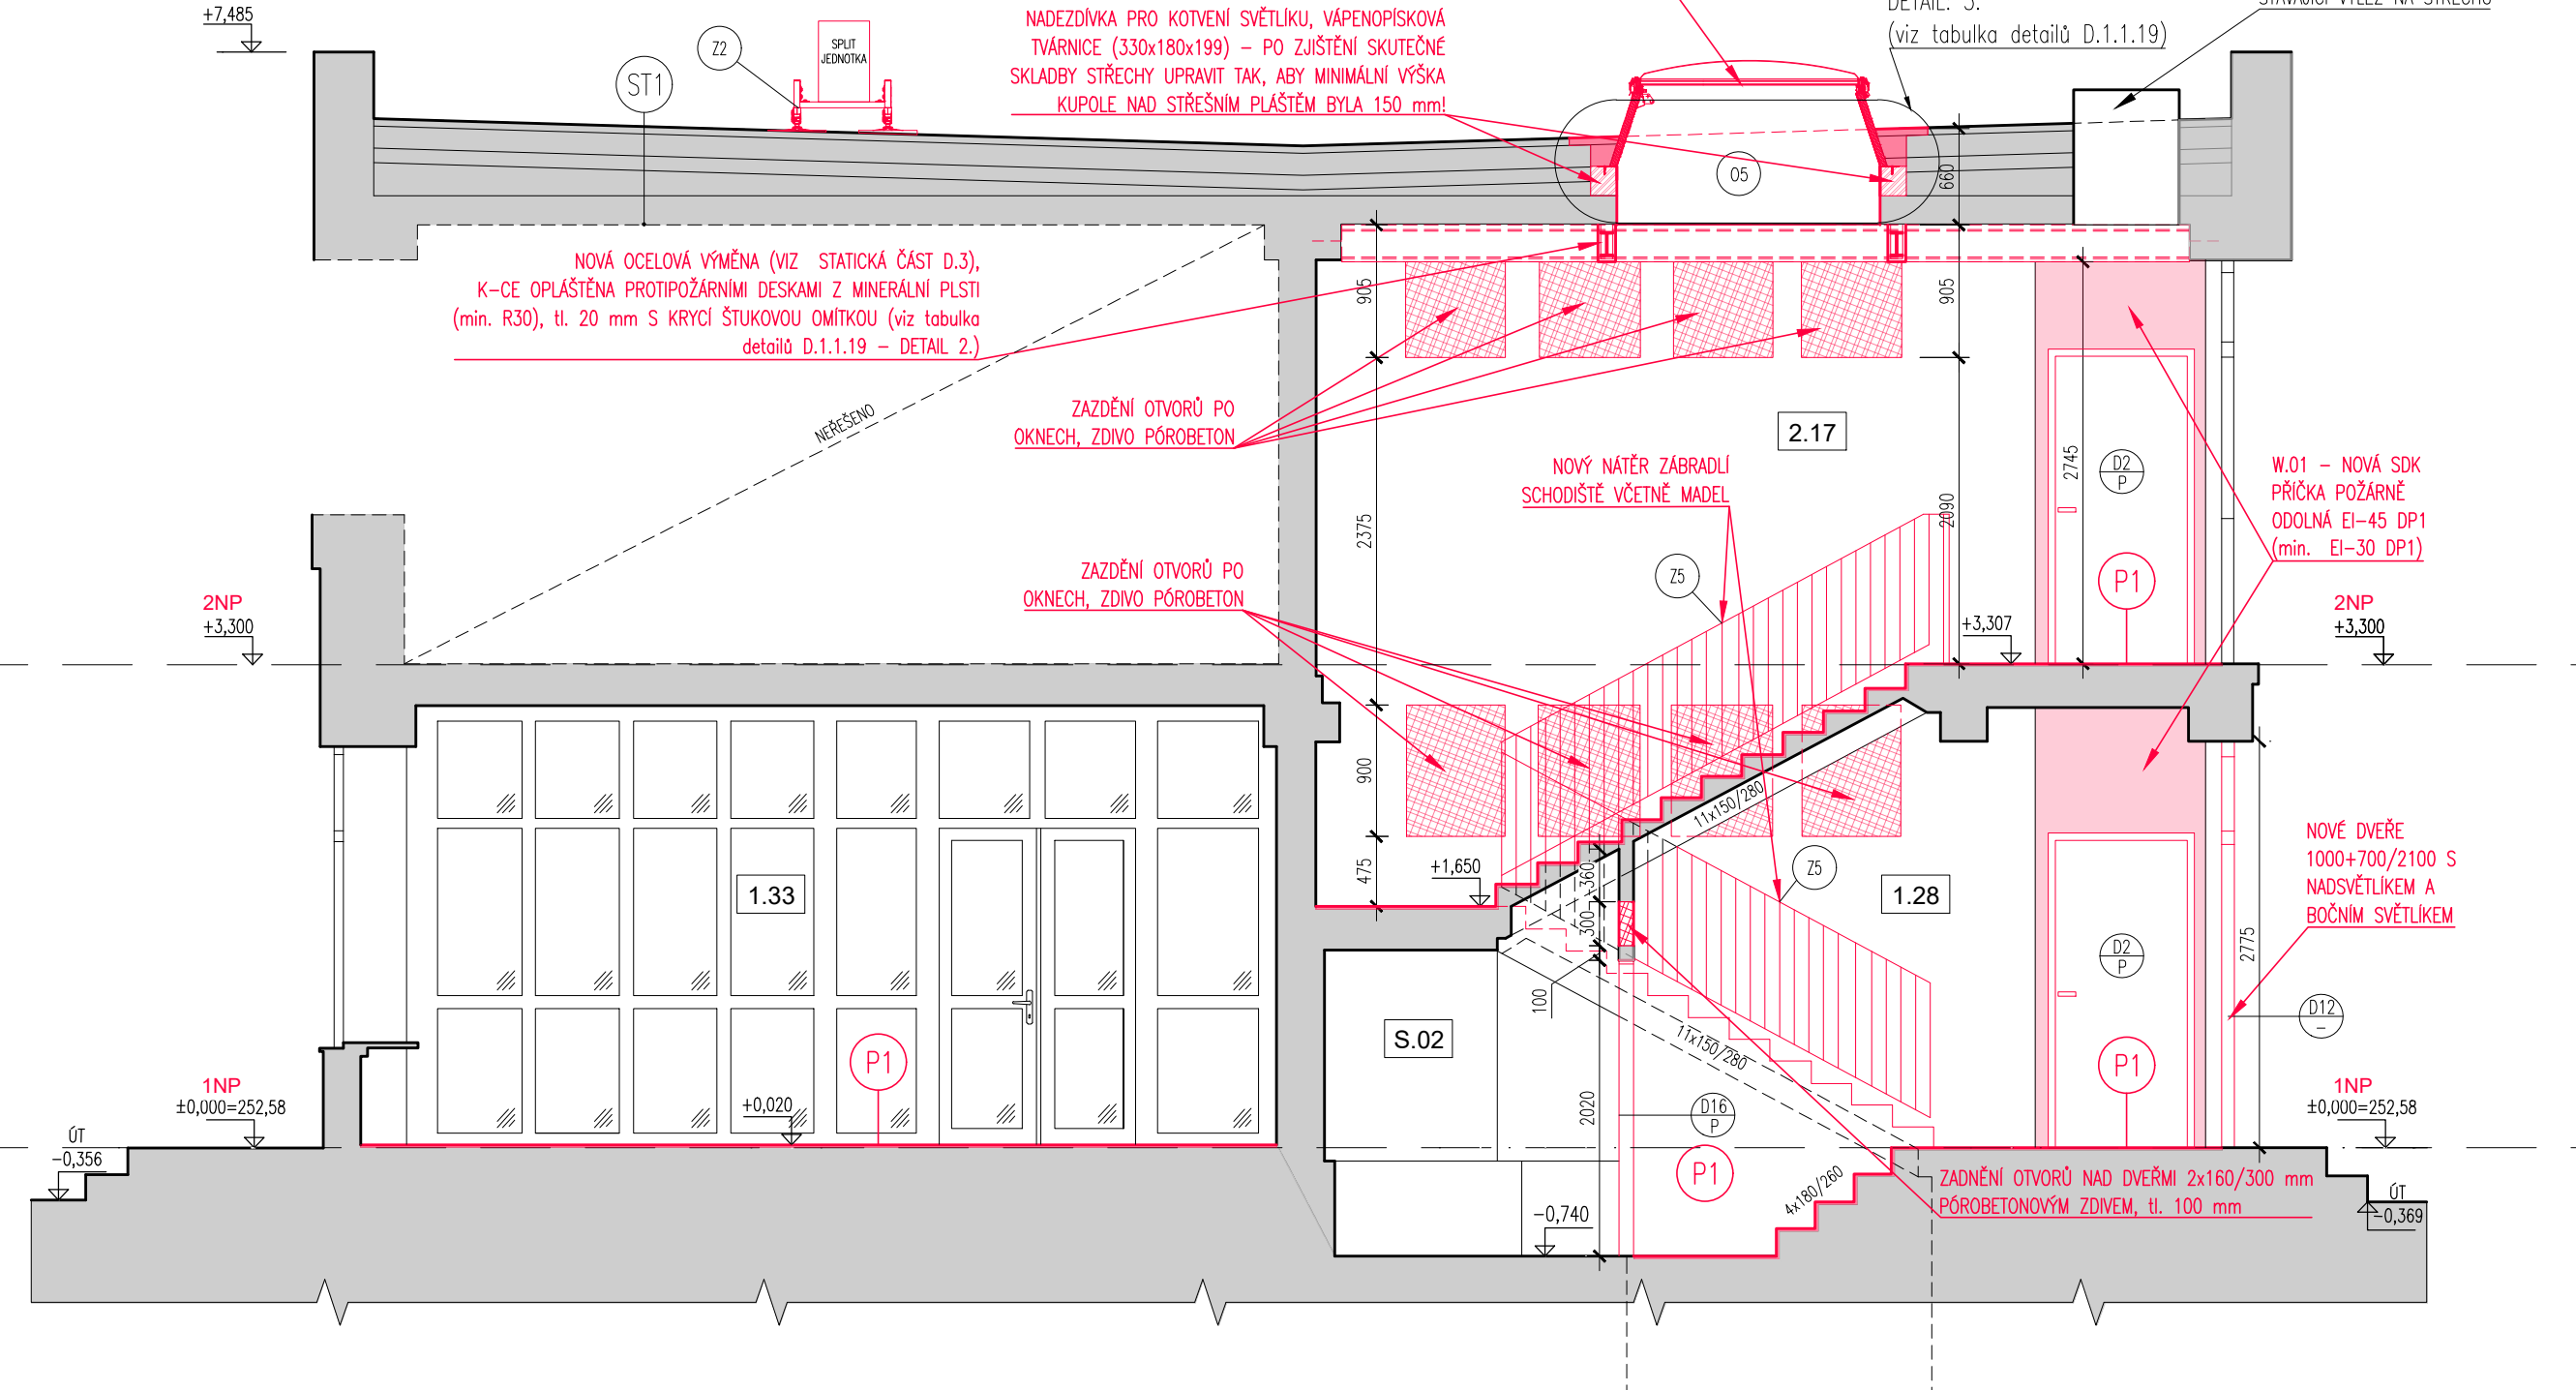 +7,485
Z2
SPLIT
JEDNOTKA
ST1
NADEZDÍVKA PRO KOTVENÍ SVĚTLÍKU, VÁPENOPÍSKOVÁ
TVÁRNICE (330x180x199) – PO ZJIŠTĚNÍ SKUTEČNÉ
SKLADBY STŘECHY UPRAVIT TAK, ABY MINIMÁLNÍ VÝŠKA
KUPOLE NAD STŘEŠNÍM PLÁŠTĚM BYLA 150 mm!
(viz tabulka detailů D.1.1.19)
O5
660
NOVÁ OCELOVÁ VÝMĚNA (VIZ STATICKÁ ČÁST D.3),
K-CE OPLÁŠTĚNA PROTIPOŽÁRNÍMI DESKAMI Z MINERÁLNÍ PLSTI
(min. R30), tl. 20 mm S KRYCÍ ŠTUKOVOU OMÍTKOU (viz tabulka
detailů D.1.1.19 – DETAIL 2.)
905
905
NEŘEŠENO
ZAZDĚNÍ OTVORŮ PO
OKNECH, ZDIVO PÓROBETON
2.17
NOVÝ NÁTĚR ZÁBRADLÍ
SCHODIŠTĚ VČETNĚ MADEL
2375
2090
2745
D2
P
W.01 – NOVÁ SDK
PŘÍČKA POŽÁRNĚ
ODOLNÁ EI-45 DP1
(min. EI-30 DP1)
ZAZDĚNÍ OTVORŮ PO
OKNECH, ZDIVO PÓROBETON
Z5
P1
2NP
+3,300
+3,307
2NP
+3,300
900
11x150/280
475
+1,650
360
300
100
Z5
1.28
1.33
NOVÉ DVEŘE
1000+700/2100 S
NADSVĚTLÍKEM A
BOČNÍM SVĚTLÍKEM
2775
D2
P
D12
–
S.02
11x150/280
P1
P1
1NP
±0,000=252,58
+0,020
2020
D16
P
1NP
±0,000=252,58
ÚT
-0,356
P1
4x180/260
ZADNĚNÍ OTVORŮ NAD DVEŘMI 2x160/300 mm
PÓROBETONOVÝM ZDIVEM, tl. 100 mm
-0,740
ÚT
-0,369